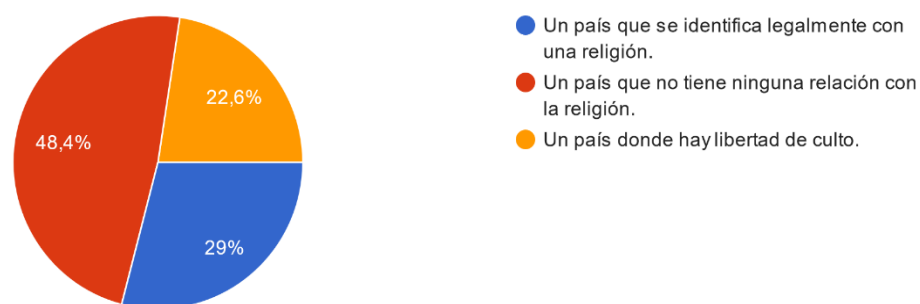 22,6%
48,4%
29%
Un país que se identifica legalmente con
una religión.
Un país que no tiene ninguna relación con
la religión.
Un país donde hay libertad de culto.